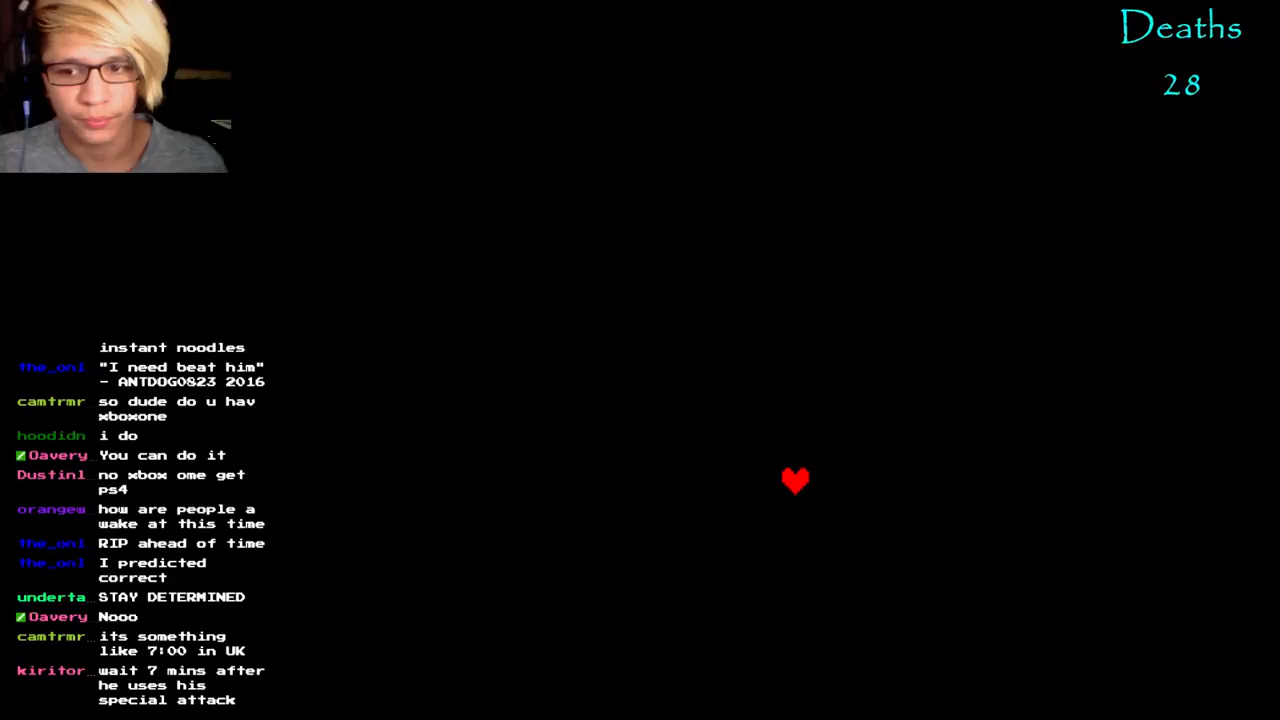 Deaths
28
instant noodles
the_onl "I need beat him"
- ANTDOG0823 2016
camtrmr so dude do u hav
xboxone
hoodidn i do
Oavery You can do it
Dustinl no xbox ome get
ps4
orangew how are people a
wake at this time
the_onl RIP ahead of time
the_onl I predicted
correct
underta STAY DETERMINED
Oavery Nooo
camtrmr its something
like 7:00 in UK
kiritor wait 7 mins after
he uses his
special attack